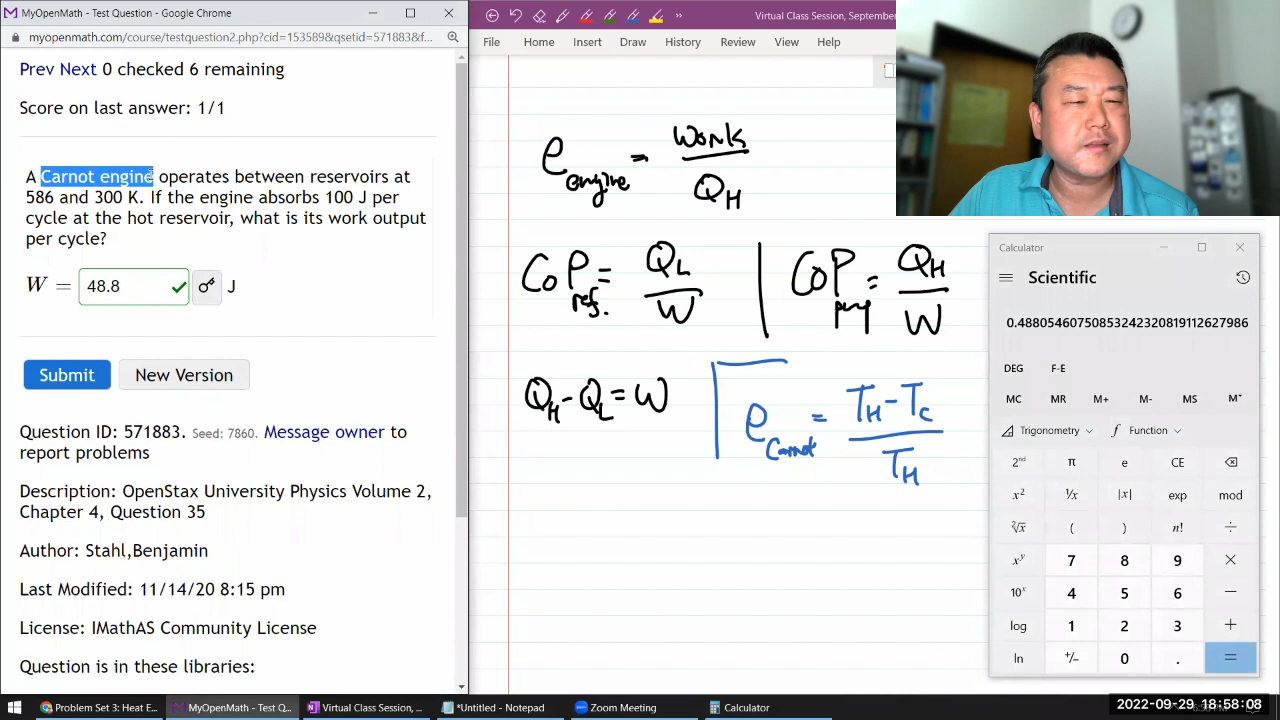 MyOpenMath - Test Question - Google Chrome
myopenmath.com/course/testquestion2.php?cid=153589&qsetid=571883&f...
Prev Next 0 checked 6 remaining
Score on last answer: 1/1
A Carnot engine operates between reservoirs at
586 and 300 K. If the engine absorbs 100 J per
cycle at the hot reservoir, what is its work output
per cycle?
W = 48.8 J
Submit New Version
Question ID: 571883. Seed: 7860. Message owner to
report problems
Description: OpenStax University Physics Volume 2,
Chapter 4, Question 35
Author: Stahl,Benjamin
Last Modified: 11/14/20 8:15 pm
License: IMathAS Community License
Question is in these libraries:
Virtual Class Session, September
File Home Insert Draw History Review View Help
e engine = Work / QH
CoP ref. = QL / W
CoP pump = QH / W
QH - QL = W
e Carnot = TH - TC / TH
Calculator
Scientific
0.48805460750853242320819112627986
DEG F-E
MC MR M+ M- MS M˅
Trigonometry Function
2ⁿᵈ π e CE
x² ¹/x |x| exp mod
²√x ( ) n! ÷
xʸ 7 8 9 ×
10ˣ 4 5 6 −
log 1 2 3 +
ln +/− 0 . =
Problem Set 3: Heat E... MyOpenMath - Test Q... Virtual Class Session, ... *Untitled - Notepad Zoom Meeting Calculator
2022-09-29 18:58:08